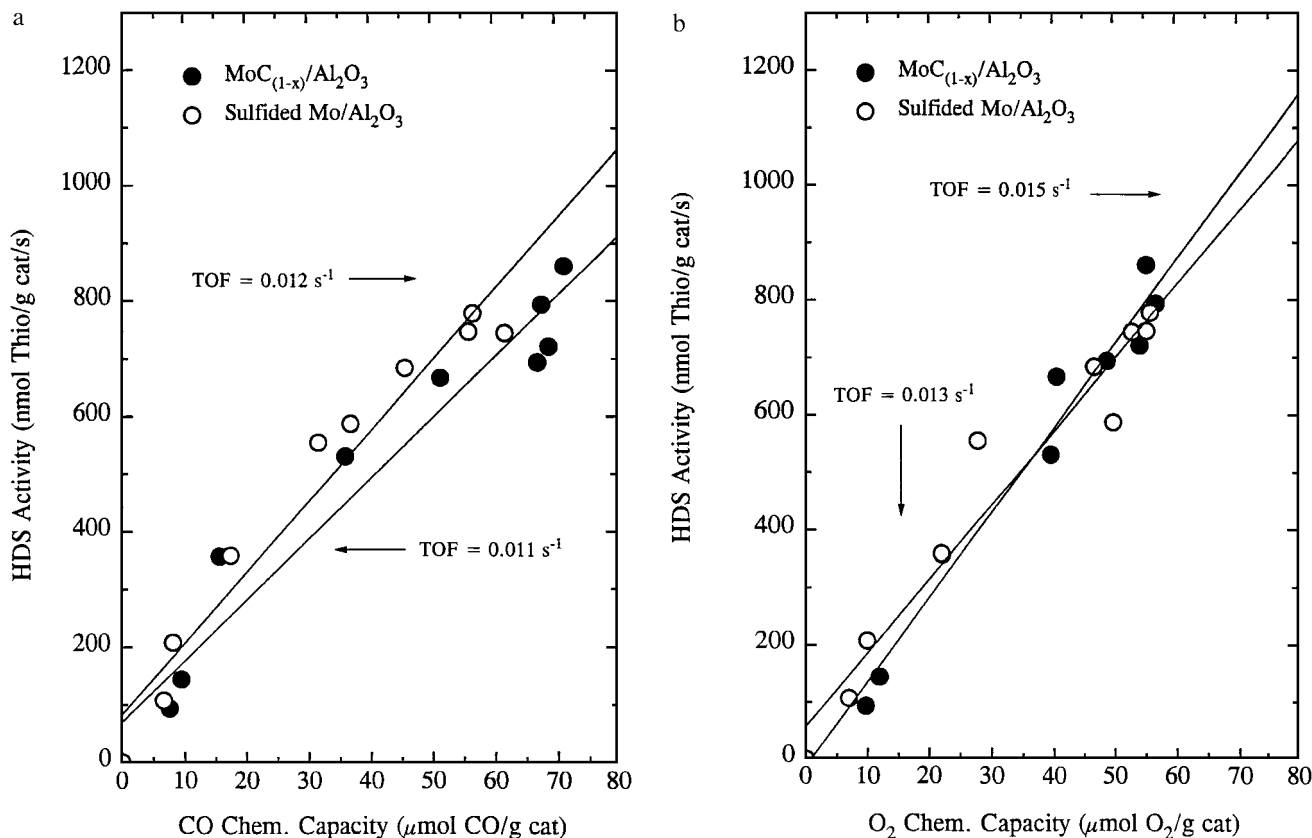 a
HDS Activity (nmol Thio/g cat/s)
1200
1000
800
600
400
200
0
MoC(1-x)/Al2O3
Sulfided Mo/Al2O3
TOF = 0.012 s-1
TOF = 0.011 s-1
0 10 20 30 40 50 60 70 80
CO Chem. Capacity (μmol CO/g cat)
b
HDS Activity (nmol Thio/g cat/s)
1200
1000
800
600
400
200
0
MoC(1-x)/Al2O3
Sulfided Mo/Al2O3
TOF = 0.015 s-1
TOF = 0.013 s-1
0 10 20 30 40 50 60 70 80
O2 Chem. Capacity (μmol O2/g cat)